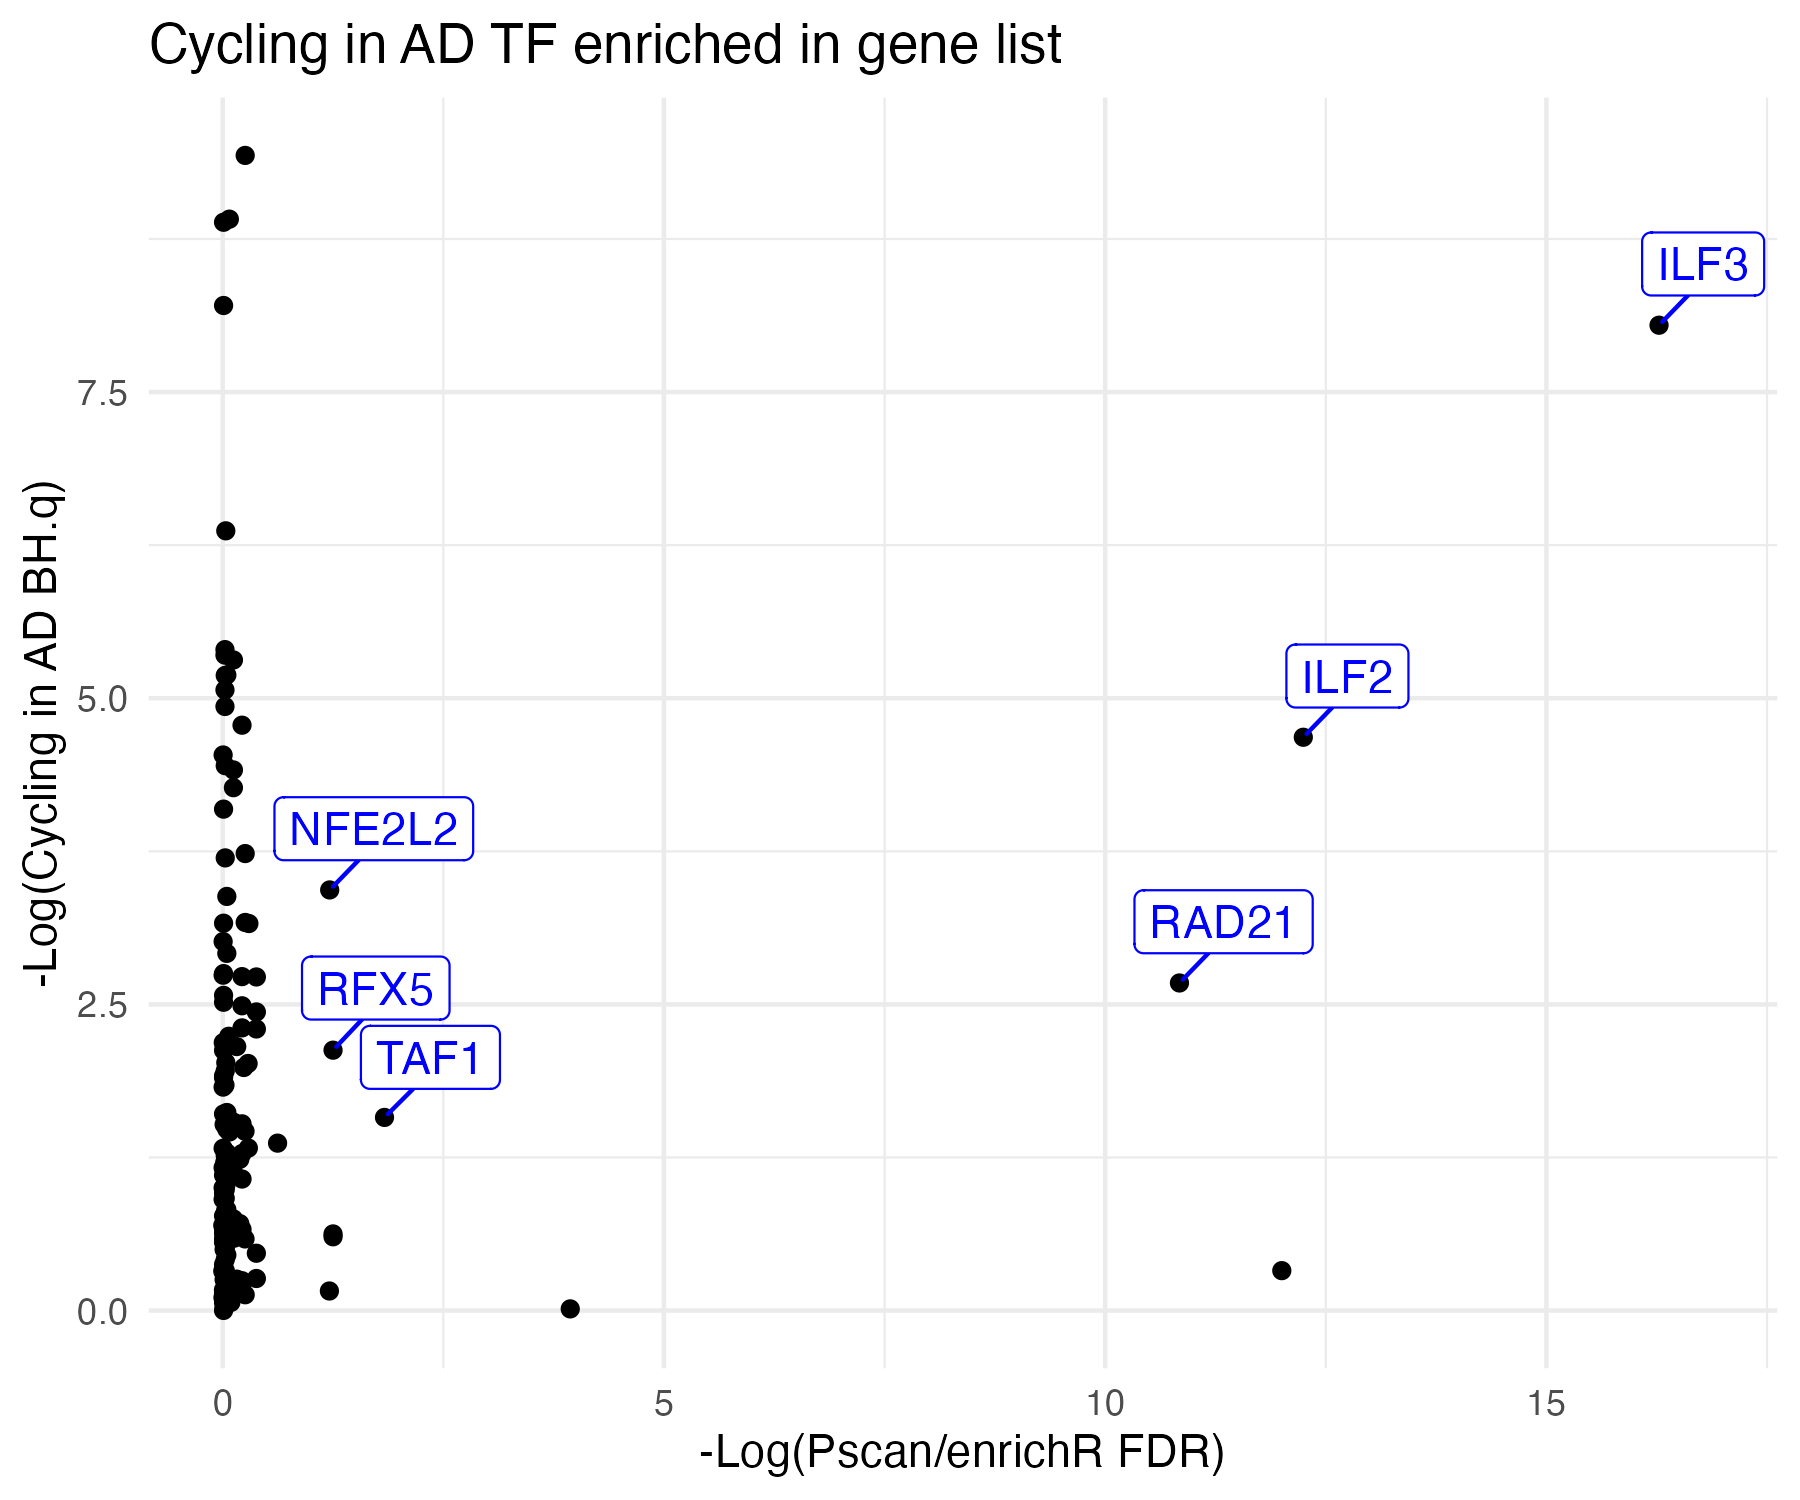 Cycling in AD TF enriched in gene list
-Log(Cycling in AD BH.q)
7.5
5.0
2.5
0.0
ILF3
ILF2
NFE2L2
RAD21
RFX5
TAF1
0
5
10
15
-Log(Pscan/enrichR FDR)